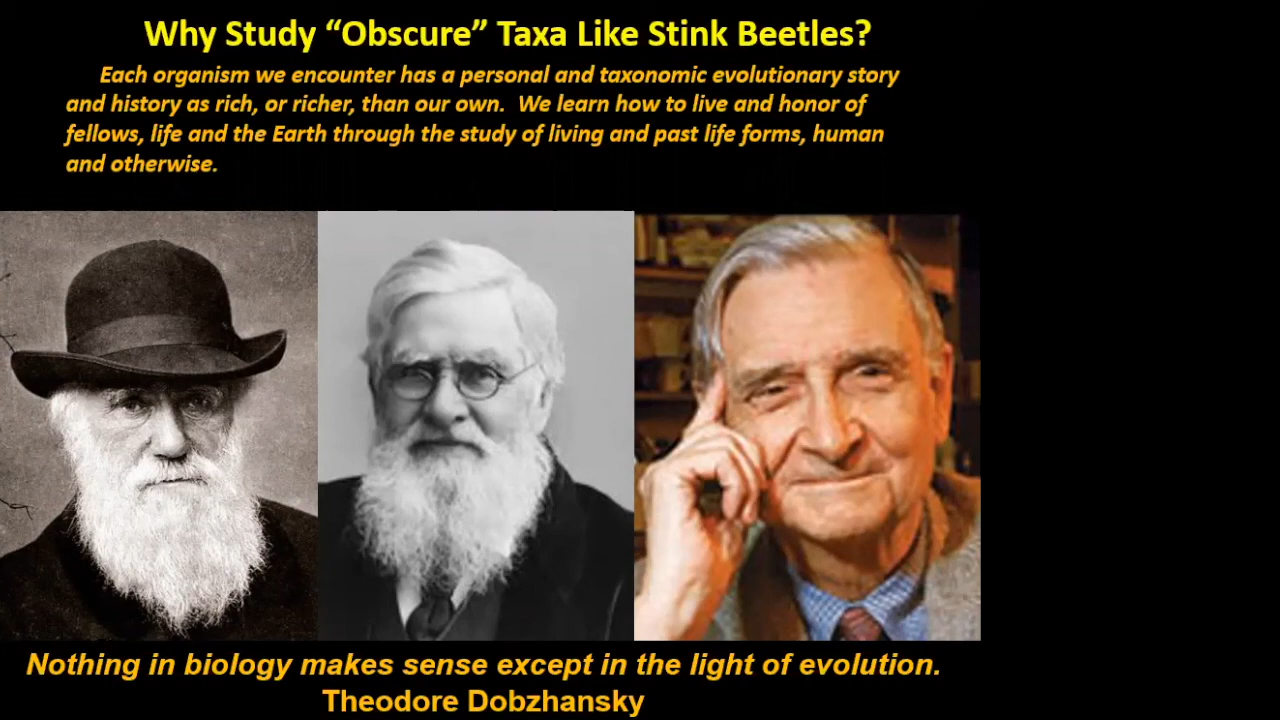 Why Study “Obscure” Taxa Like Stink Beetles?
Each organism we encounter has a personal and taxonomic evolutionary story
and history as rich, or richer, than our own. We learn how to live and honor of
fellows, life and the Earth through the study of living and past life forms, human
and otherwise.
Nothing in biology makes sense except in the light of evolution.
Theodore Dobzhansky